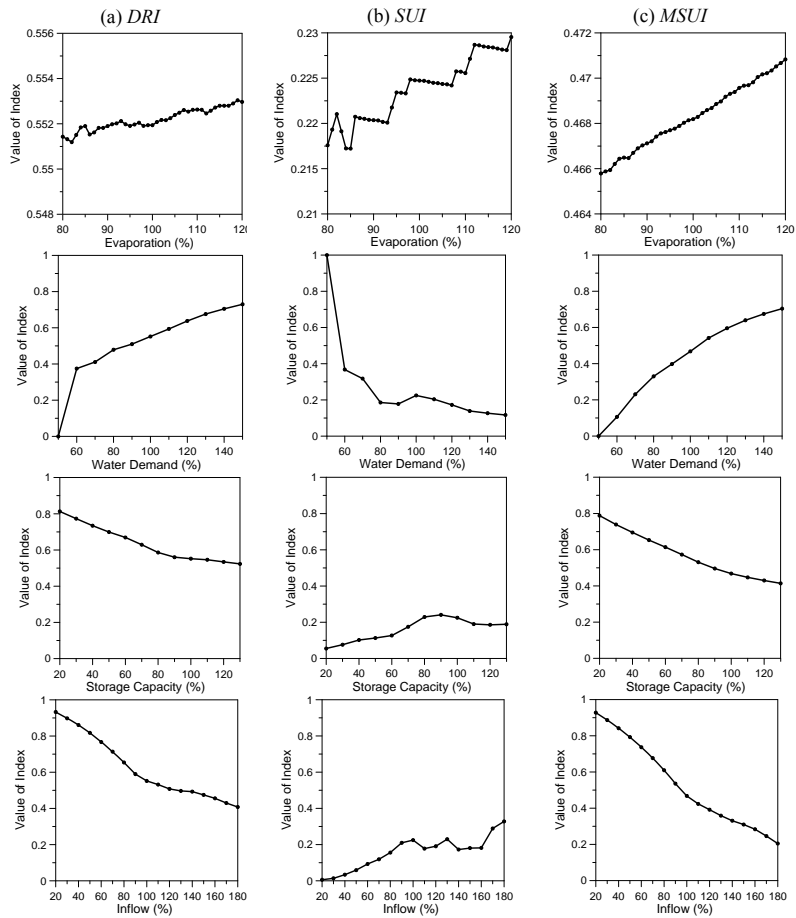 (a) DRI
(b) SUI
(c) MSUI
0.556
0.554
0.552
0.55
0.548
Value of Index
80 90 100 110 120
Evaporation (%)
0.23
0.225
0.22
0.215
0.21
Value of Index
80 90 100 110 120
Evaporation (%)
0.472
0.47
0.468
0.466
0.464
Value of Index
80 90 100 110 120
Evaporation (%)
1
0.8
0.6
0.4
0.2
0
Value of Index
60 80 100 120 140
Water Demand (%)
1
0.8
0.6
0.4
0.2
0
Value of Index
60 80 100 120 140
Water Demand (%)
1
0.8
0.6
0.4
0.2
0
Value of Index
60 80 100 120 140
Water Demand (%)
1
0.8
0.6
0.4
0.2
0
Value of Index
20 40 60 80 100 120
Storage Capacity (%)
1
0.8
0.6
0.4
0.2
0
Value of Index
20 40 60 80 100 120
Storage Capacity (%)
1
0.8
0.6
0.4
0.2
0
Value of Index
20 40 60 80 100 120
Storage Capacity (%)
1
0.8
0.6
0.4
0.2
0
Value of Index
20 40 60 80 100 120 140 160 180
Inflow (%)
1
0.8
0.6
0.4
0.2
0
Value of Index
20 40 60 80 100 120 140 160 180
Inflow (%)
1
0.8
0.6
0.4
0.2
0
Value of Index
20 40 60 80 100 120 140 160 180
Inflow (%)